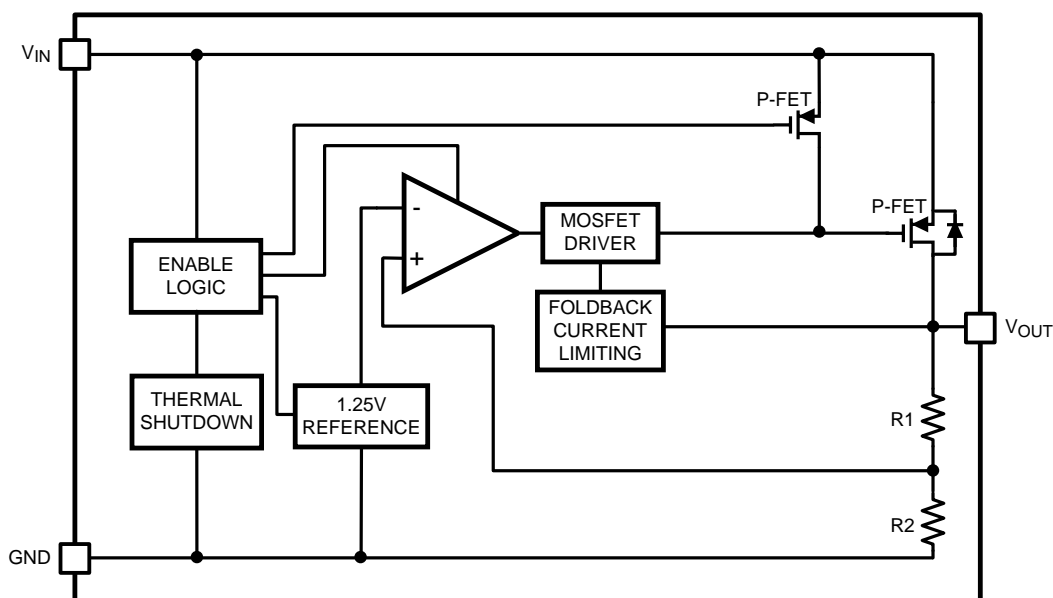 VIN
P-FET
P-FET
-
+
MOSFET
DRIVER
ENABLE
LOGIC
FOLDBACK
CURRENT
LIMITING
VOUT
THERMAL
SHUTDOWN
1.25V
REFERENCE
R1
R2
GND